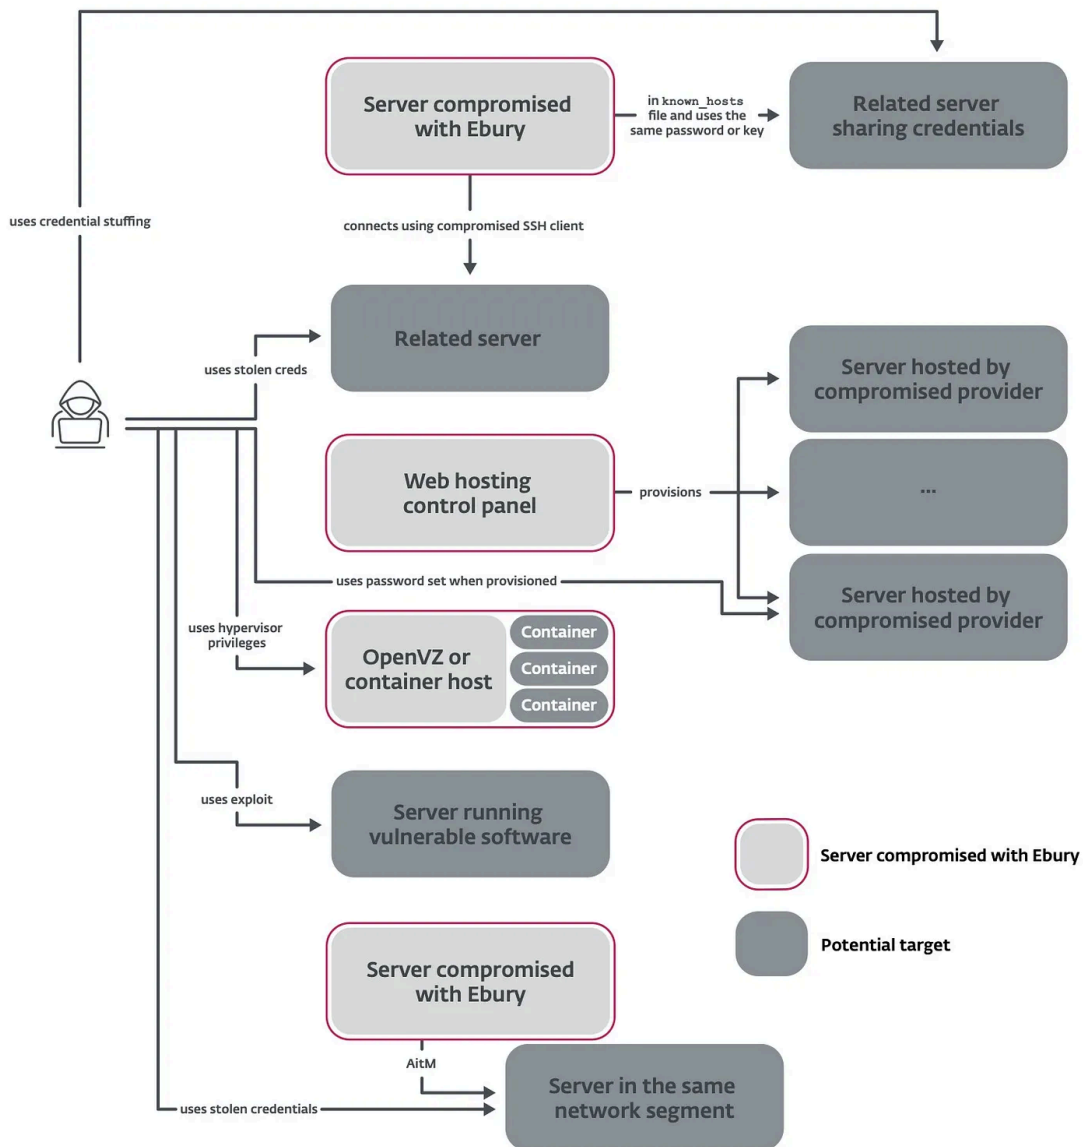 Server compromised
with Ebury
in known_hosts
file and uses the
same password or key
Related server
sharing credentials
uses credential stuffing
connects using compromised SSH client
Related server
uses stolen creds
Server hosted by
compromised provider
Web hosting
control panel
provisions
...
uses password set when provisioned
Server hosted by
compromised provider
uses hypervisor
privileges
OpenVZ or
container host
Container
Container
Container
uses exploit
Server running
vulnerable software
Server compromised with Ebury
Potential target
Server compromised
with Ebury
AitM
Server in the same
network segment
uses stolen credentials